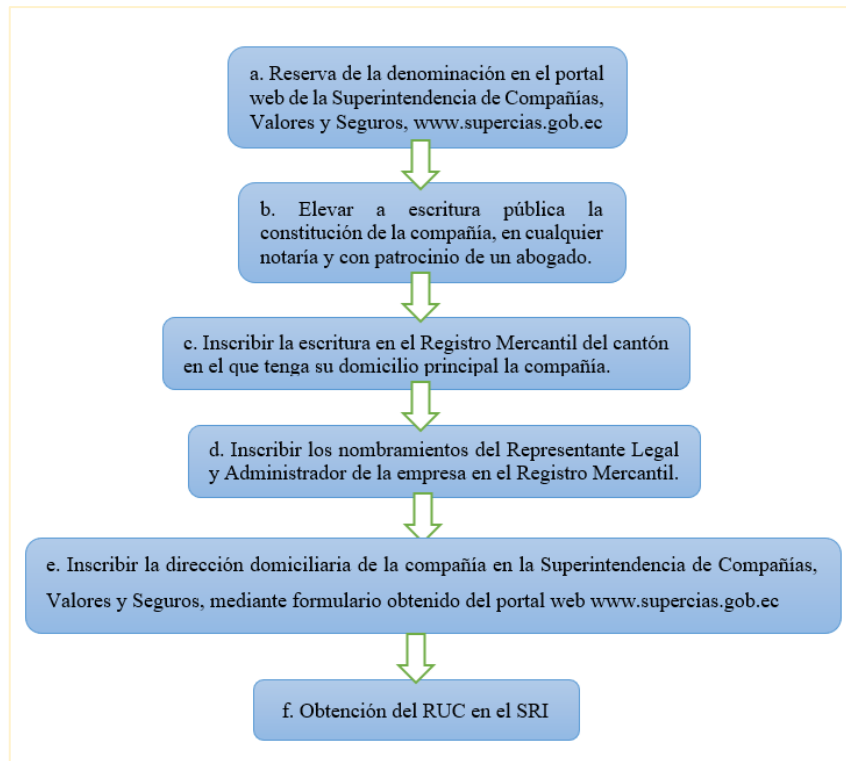 a. Reserva de la denominación en el portal
web de la Superintendencia de Compañías,
Valores y Seguros, www.supercias.gob.ec
b. Elevar a escritura pública la
constitución de la compañía, en cualquier
notaría y con patrocinio de un abogado.
c. Inscribir la escritura en el Registro Mercantil del cantón
en el que tenga su domicilio principal la compañía.
d. Inscribir los nombramientos del Representante Legal
y Administrador de la empresa en el Registro Mercantil.
e. Inscribir la dirección domiciliaria de la compañía en la Superintendencia de Compañías,
Valores y Seguros, mediante formulario obtenido del portal web www.supercias.gob.ec
f. Obtención del RUC en el SRI